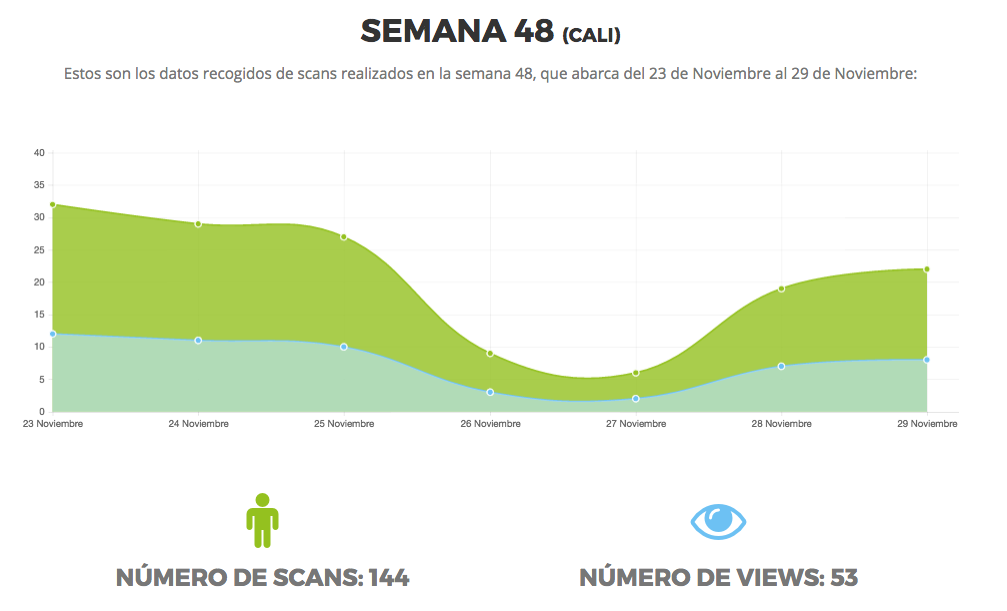 SEMANA 48 (CALI)
Estos son los datos recogidos de scans realizados en la semana 48, que abarca del 23 de Noviembre al 29 de Noviembre:
40
35
30
25
20
15
10
5
0
23 Noviembre 24 Noviembre 25 Noviembre 26 Noviembre 27 Noviembre 28 Noviembre 29 Noviembre
NÚMERO DE SCANS: 144 NÚMERO DE VIEWS: 53